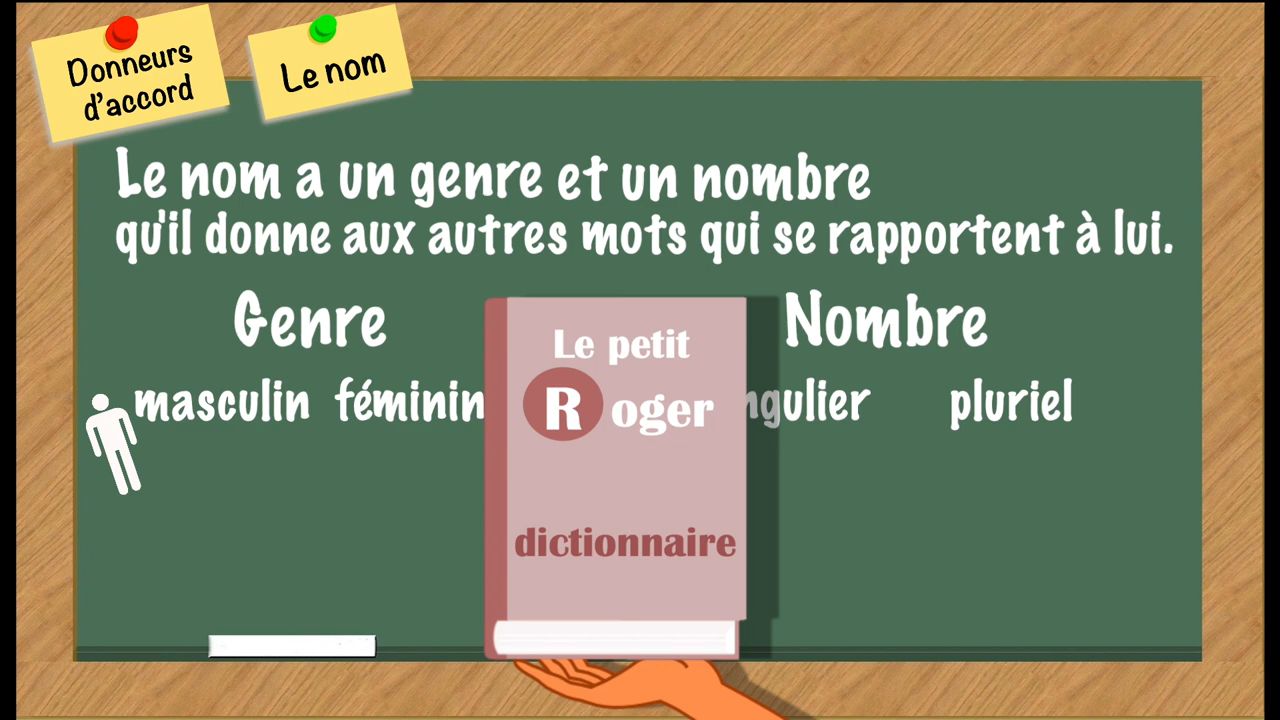 Donneurs
d'accord
Le nom
Le nom a un genre et un nombre
qu'il donne aux autres mots qui se rapportent à lui.
Genre
Nombre
masculin féminin
pluriel
Le petit
Roger
dictionnaire